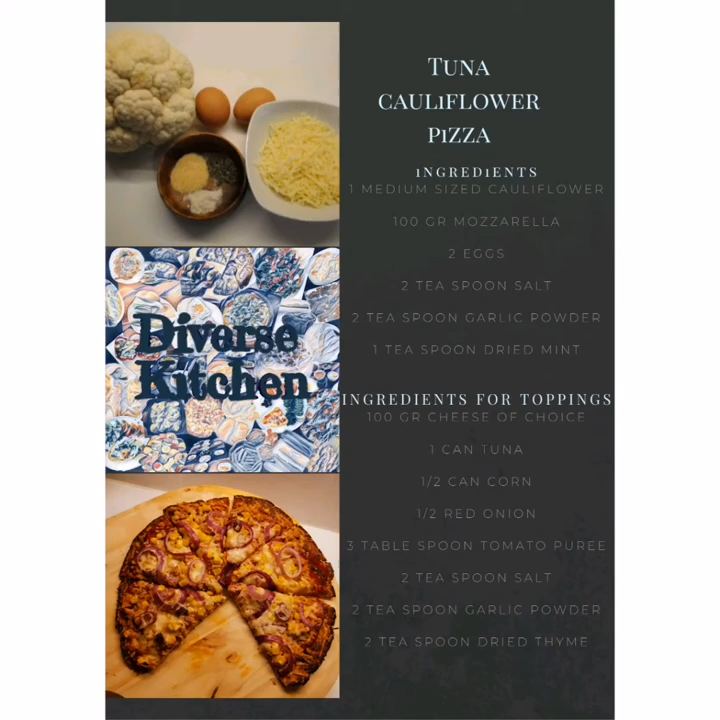 Diverse
Kitchen
TUNA
CAULIFLOWER
PIZZA
INGREDIENTS
1 MEDIUM SIZED CAULIFLOWER
100 GR MOZZARELLA
2 EGGS
2 TEA SPOON SALT
2 TEA SPOON GARLIC POWDER
1 TEA SPOON DRIED MINT
INGREDIENTS FOR TOPPINGS
100 GR CHEESE OF CHOICE
1 CAN TUNA
1/2 CAN CORN
1/2 RED ONION
3 TABLE SPOON TOMATO PUREE
2 TEA SPOON SALT
2 TEA SPOON GARLIC POWDER
2 TEA SPOON DRIED THYME